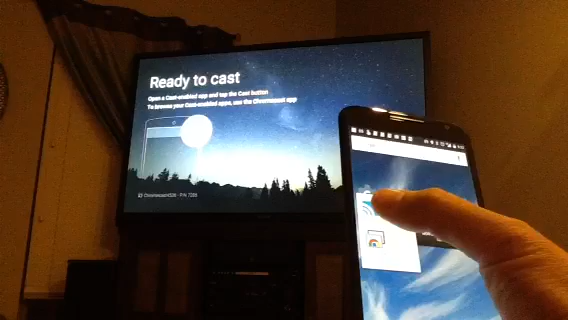 Ready to cast
Open a Cast-enabled app and tap the Cast button
To browse your Cast-enabled apps, use the Chromecast app